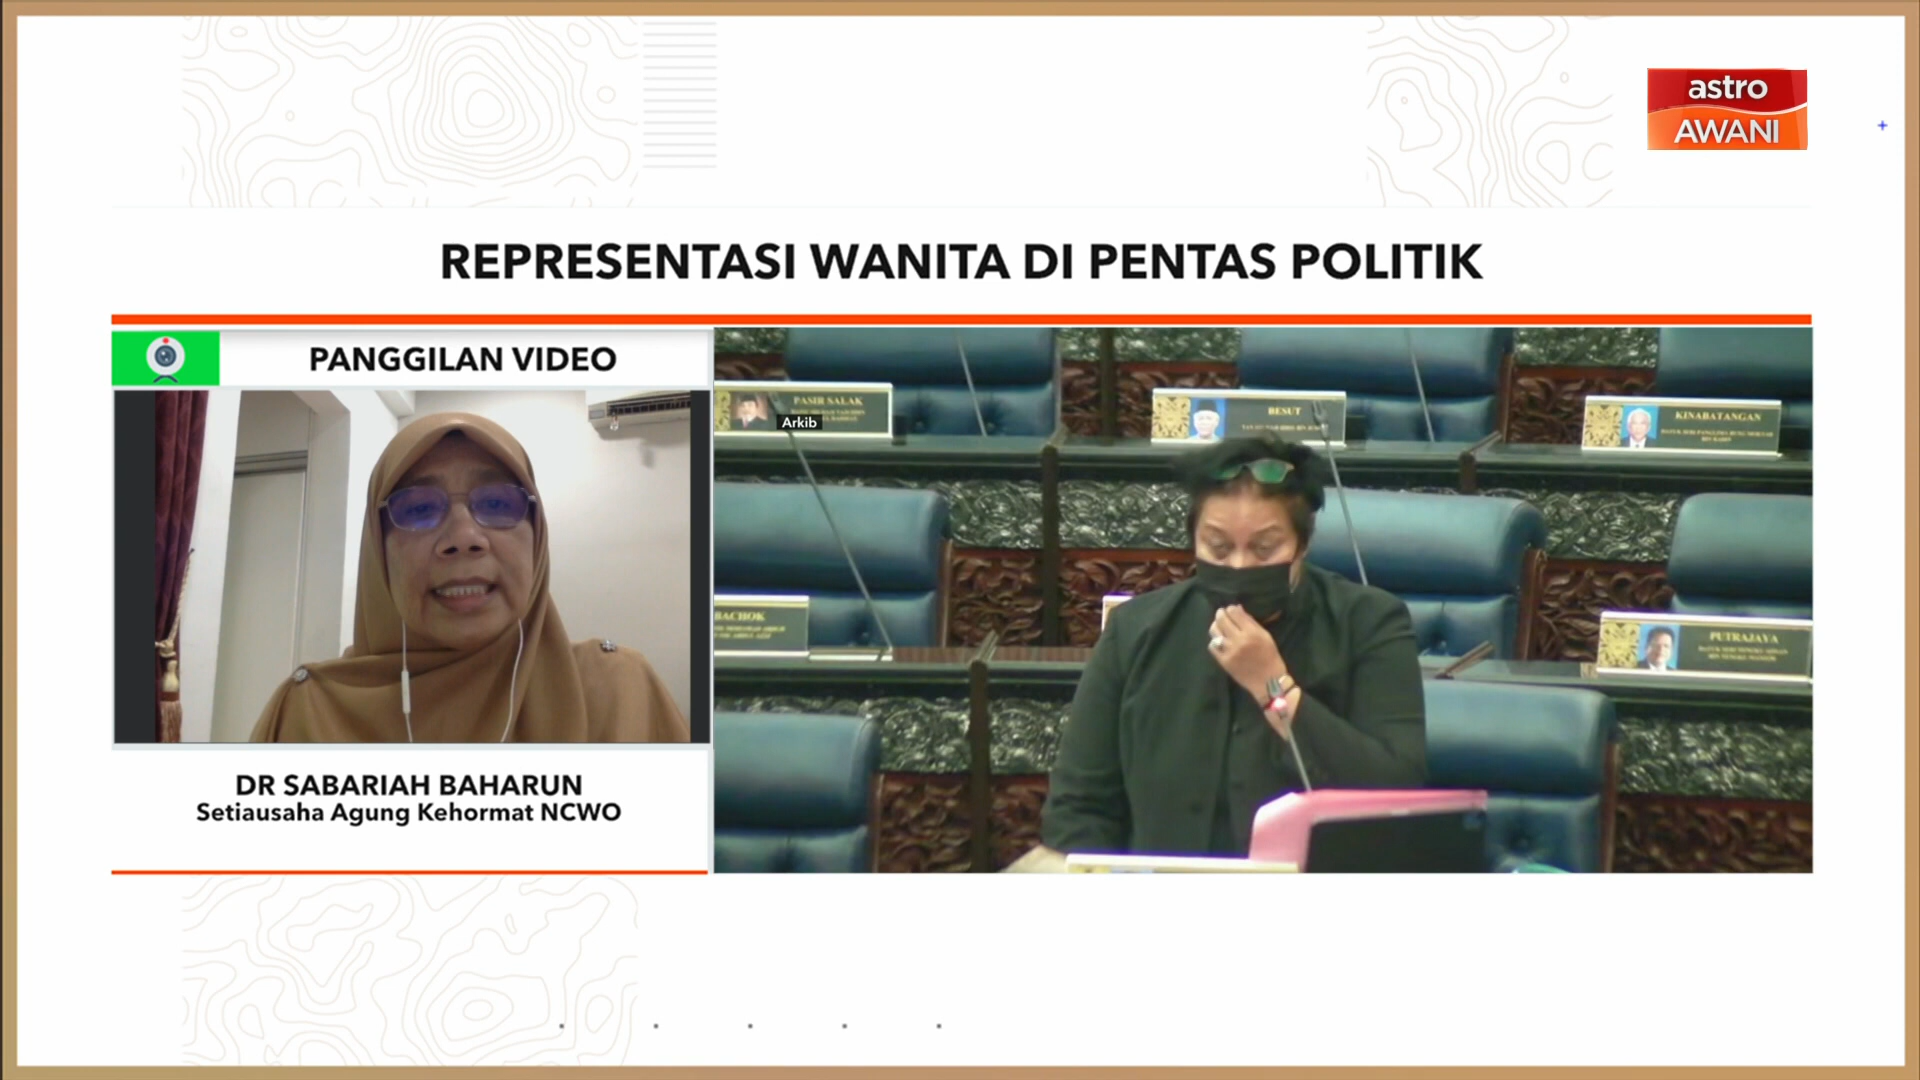 astro
AWANI
REPRESENTASI WANITA DI PENTAS POLITIK
PANGGILAN VIDEO
PASIR SALAK
Arkib
BESUT
KINABATANGAN
BACHOK
PUTRAJAYA
DR SABARIAH BAHARUN
Setiausaha Agung Kehormat NCWO